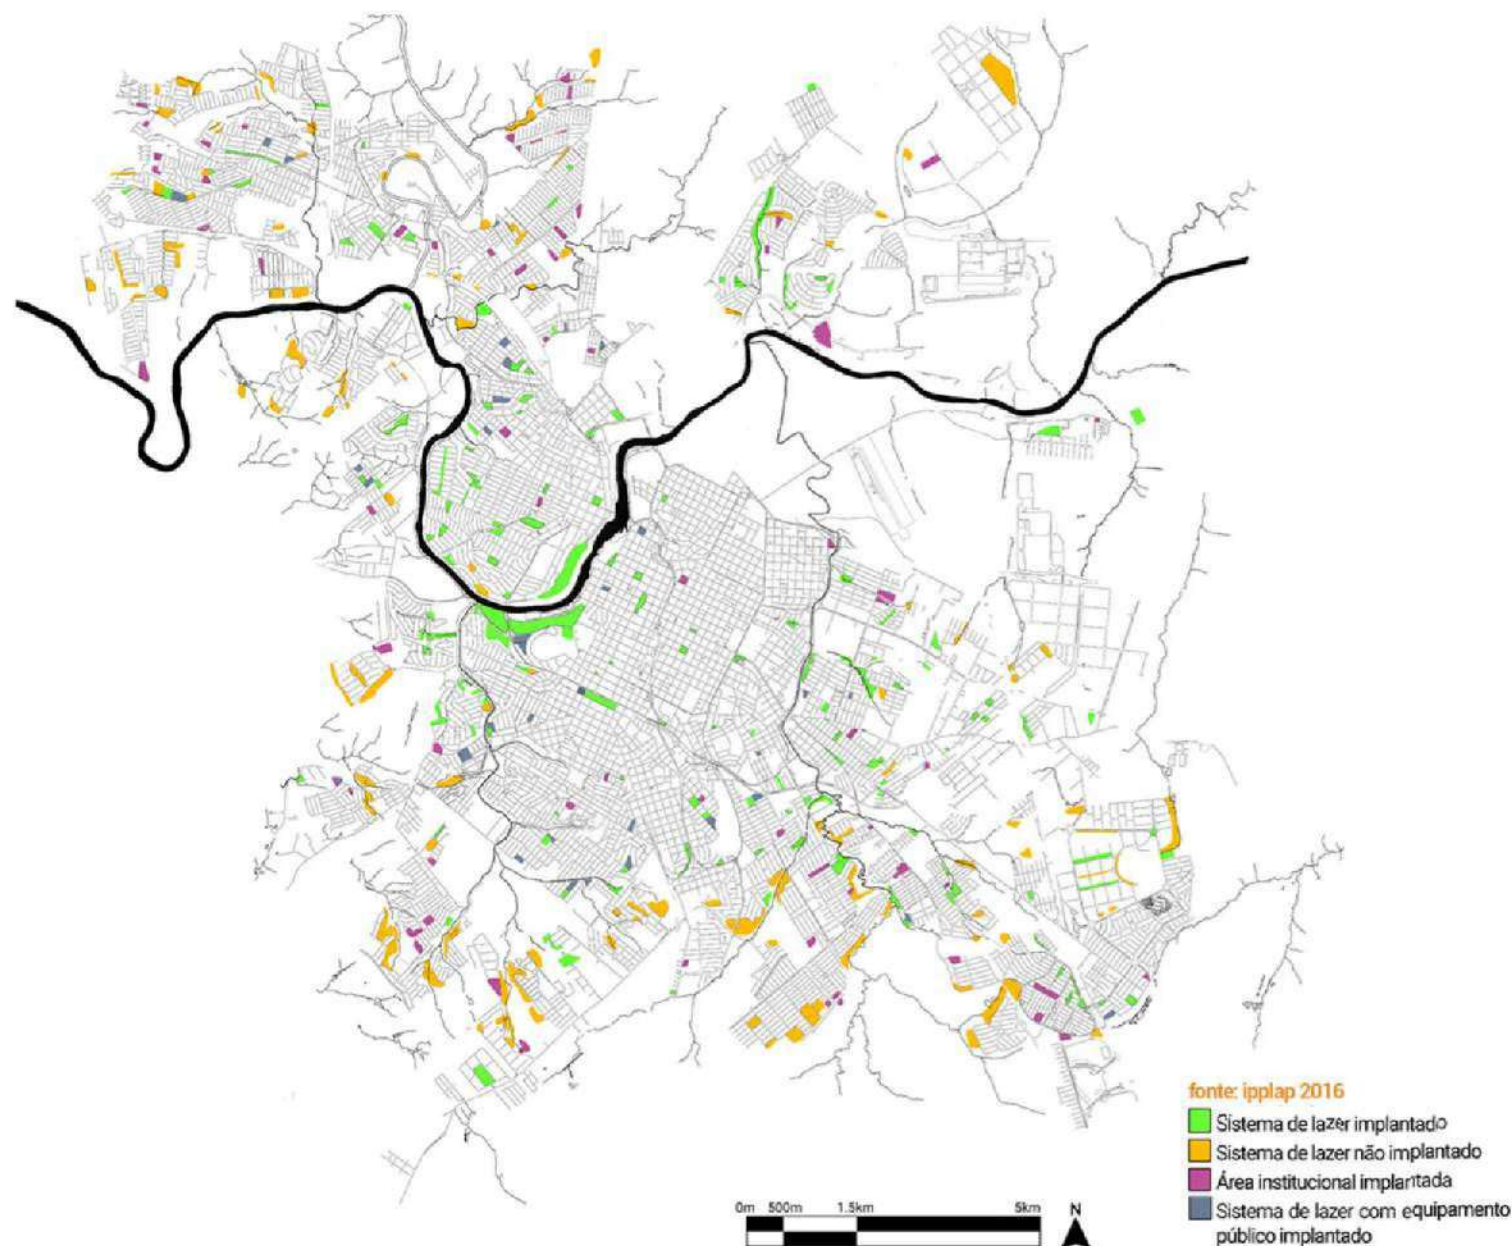 fonte: ipplap 2016
Sistema de lazer implantado
Sistema de lazer não implantado
Área institucional implantada
Sistema de lazer com equipamento
público implantado
0m 500m 1.5km 5km N